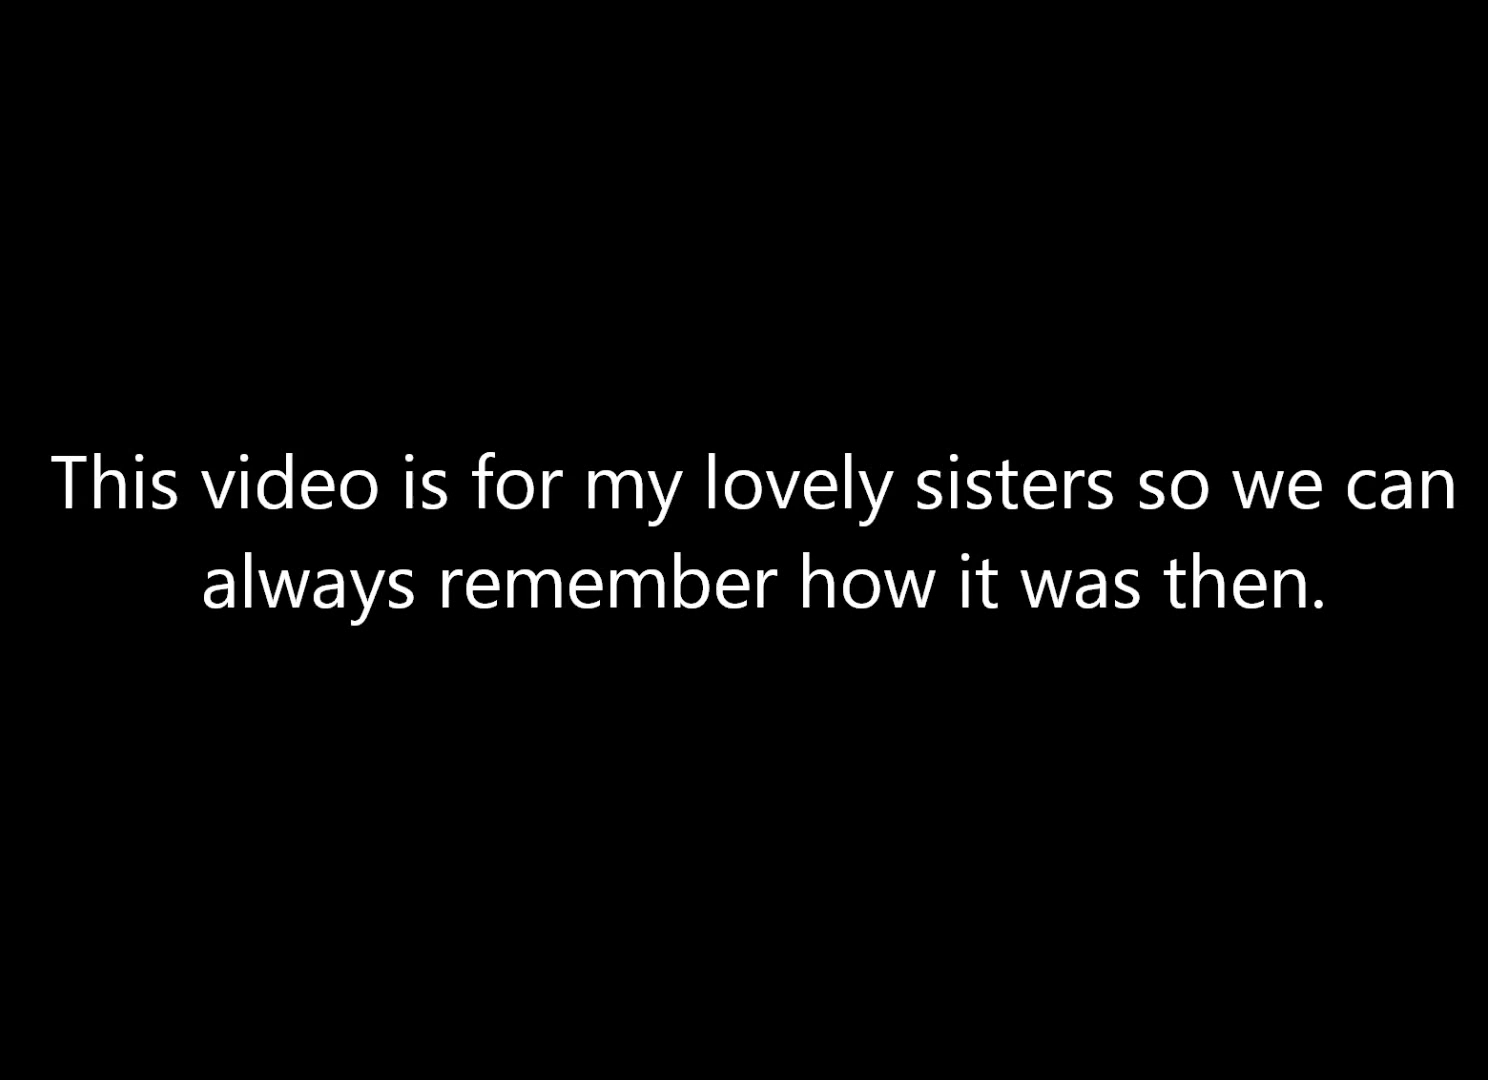 This video is for my lovely sisters so we can
always remember how it was then.